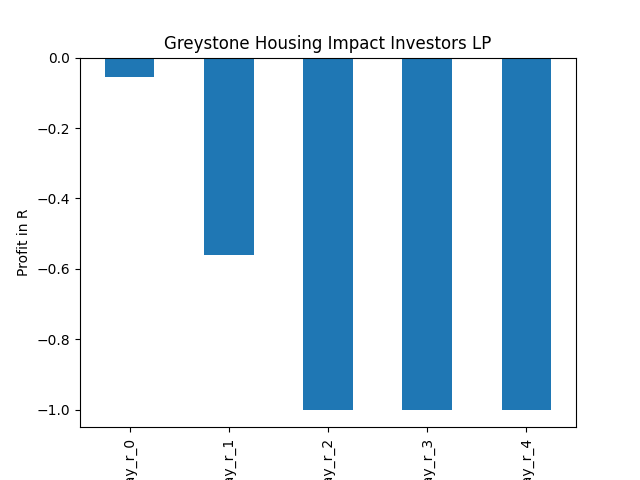 Greystone Housing Impact Investors LP
0.0
−0.2
−0.4
−0.6
−0.8
−1.0
Profit in R
ay_r_0
ay_r_1
ay_r_2
ay_r_3
ay_r_4